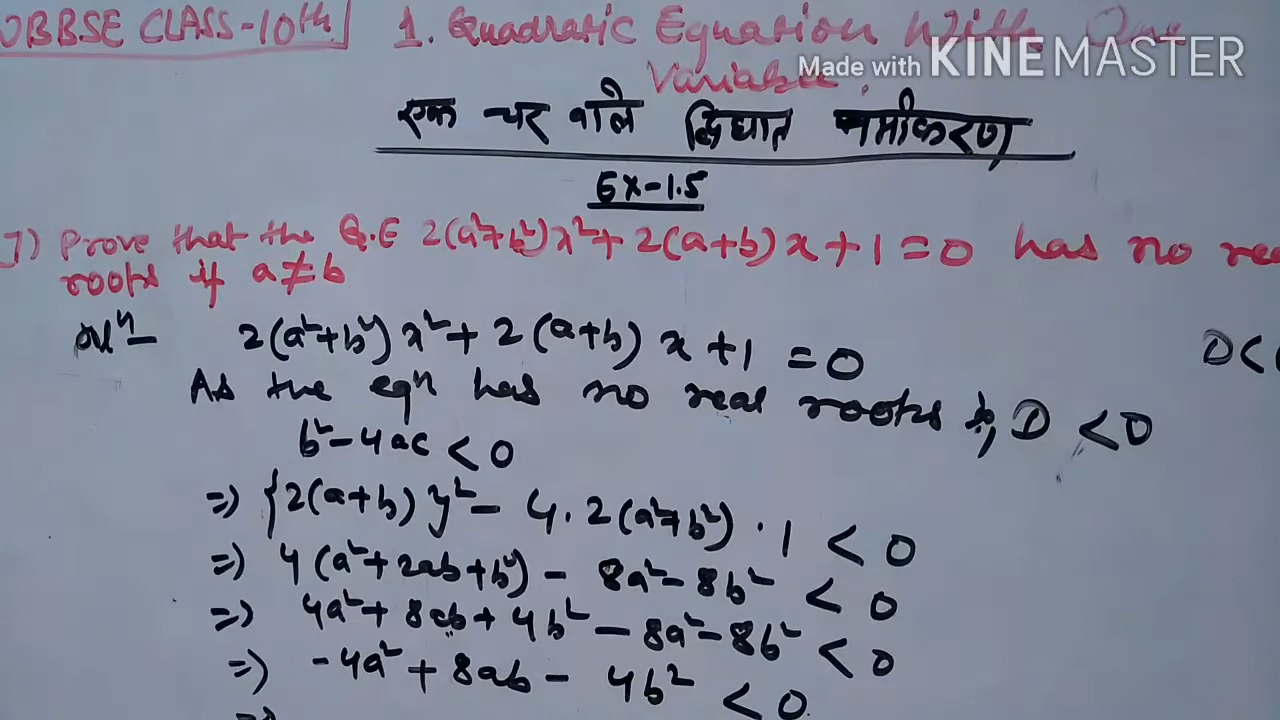 BBSE CLASS-10th 1. Quadratic Equation With One
Variable.
Made with KINEMASTER
एक चर वाले द्विघात समीकरण
Ex-1.5
7) Prove that the Q.E 2(a²+b²)x²+2(a+b)x+1=0 has no rea
roots if a≠b
Solⁿ- 2(a²+b²)x²+2(a+b)x+1=0
D<0
As the eqⁿ has no real roots so, D <0
b²-4ac <0
=> {2(a+b)}²- 4.2(a²+b²).1 <0
=> 4(a²+2ab+b²) - 8a²-8b² <0
=> 4a²+8ab+4b²-8a²-8b² <0
=> -4a²+8ab- 4b² <0
=>